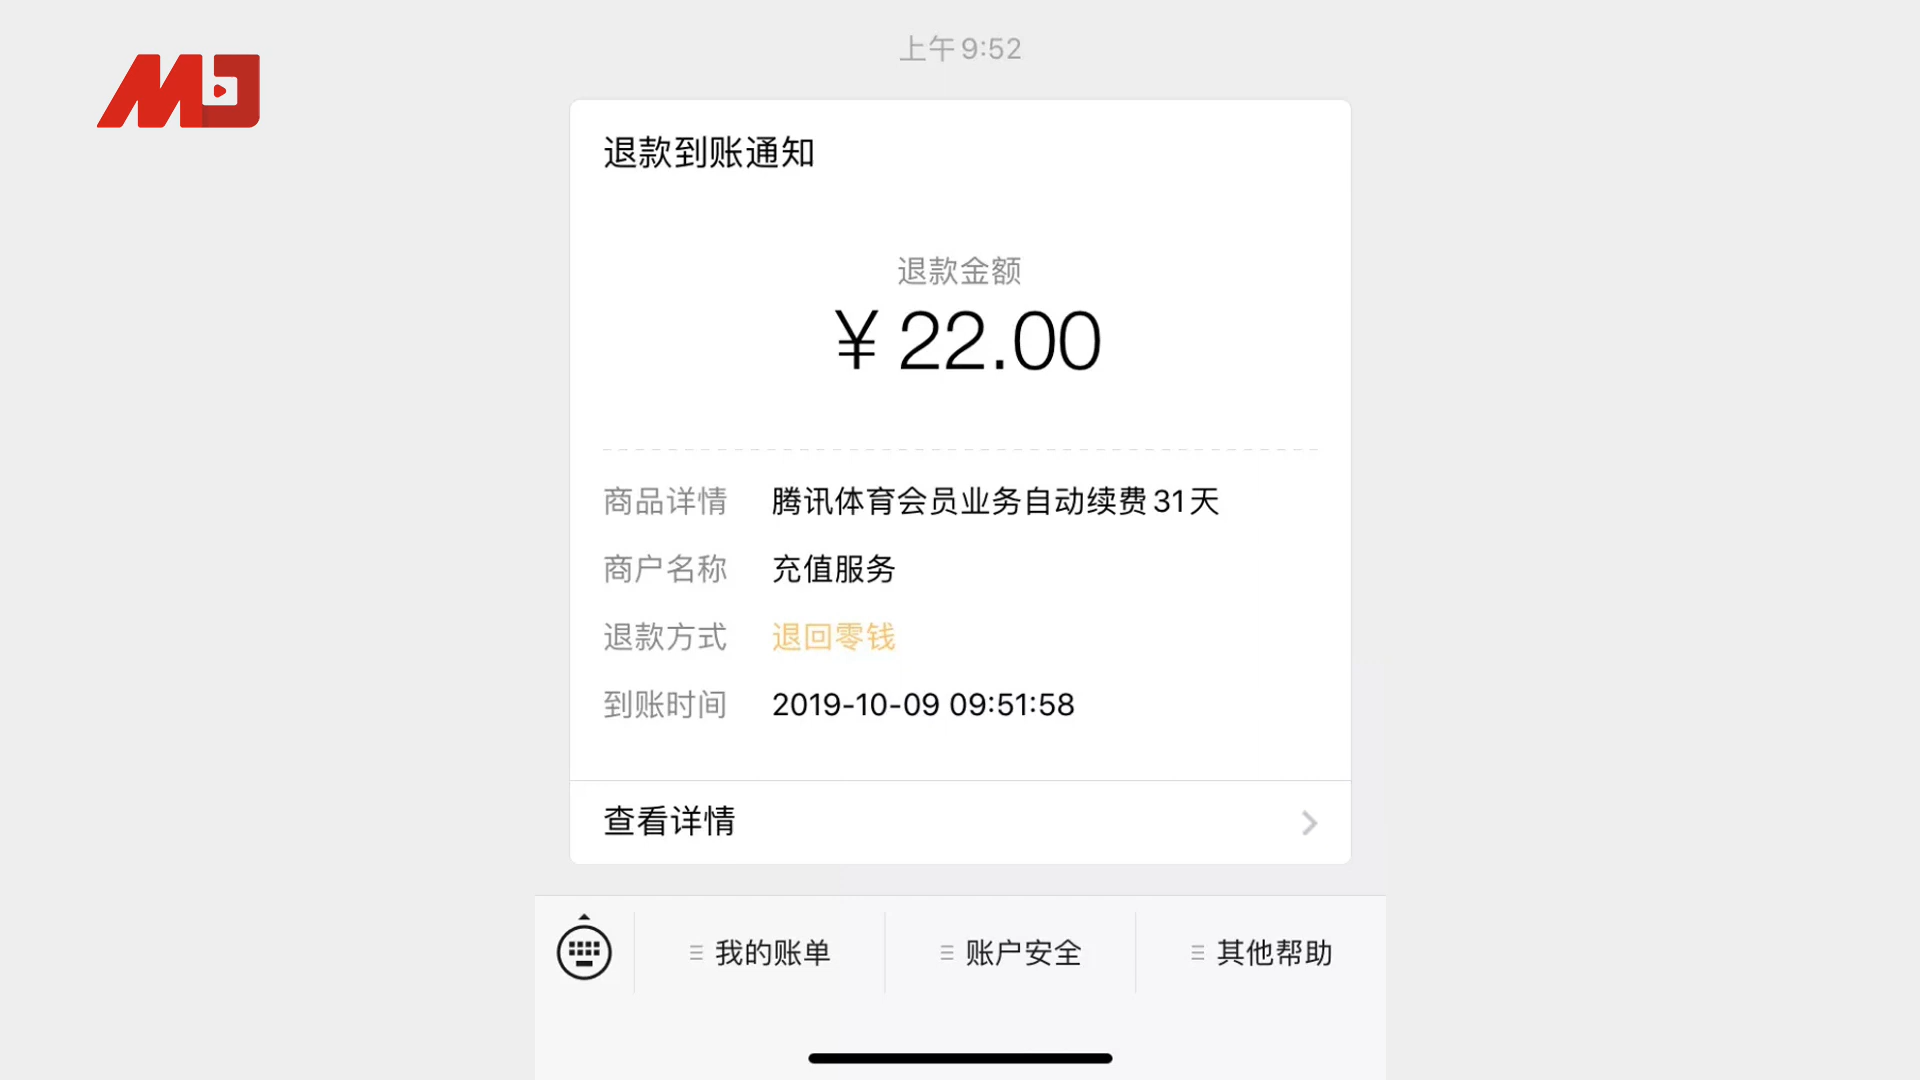 上午9:52
退款到账通知
退款金额
¥22.00
商品详情 腾讯体育会员业务自动续费31天
商户名称 充值服务
退款方式 退回零钱
到账时间 2019-10-09 09:51:58
查看详情
我的账单 账户安全 其他帮助